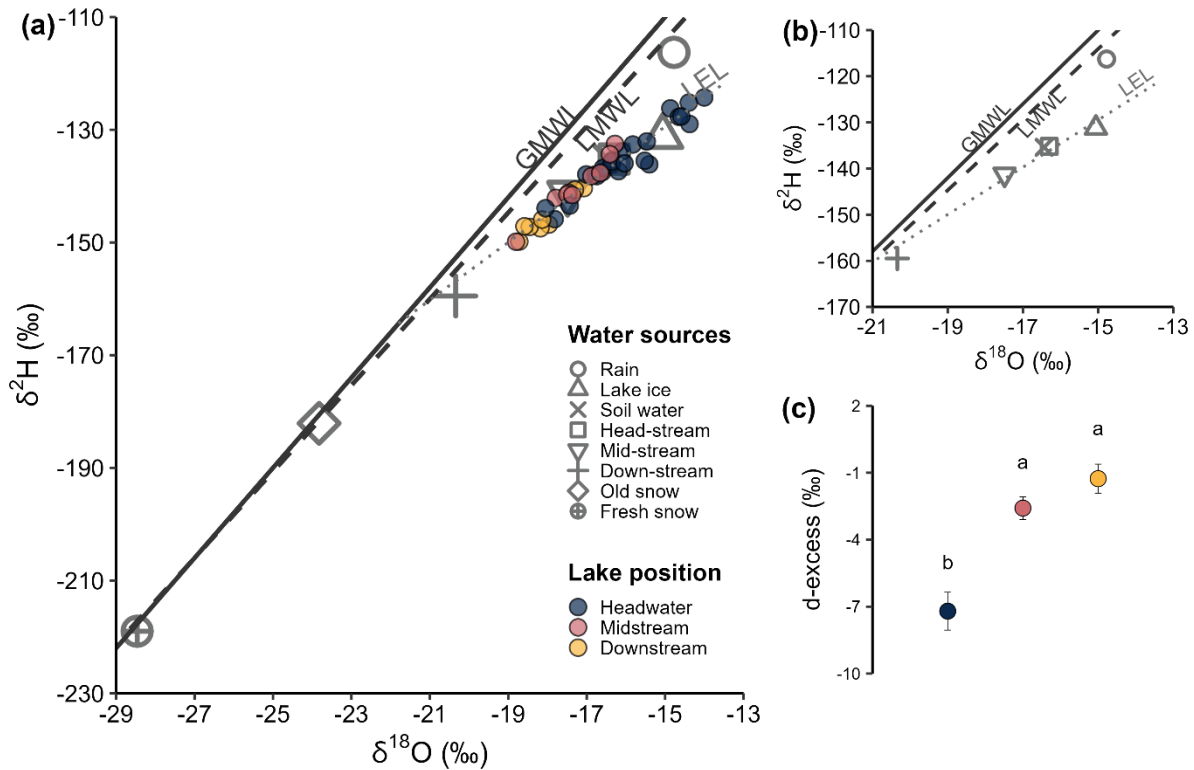 (a)
-110
-130
-150
-170
-190
-210
-230
δ²H (‰)
-29
-27
-25
-23
-21
-19
-17
-15
-13
δ¹⁸O (‰)
GMWL
LMWL
LEL
Water sources
Rain
Lake ice
Soil water
Head-stream
Mid-stream
Down-stream
Old snow
Fresh snow
Lake position
Headwater
Midstream
Downstream
(b)
-110
-120
-130
-140
-150
-160
-170
δ²H (‰)
GMWL
LMWL
LEL
-21
-19
-17
-15
-13
δ¹⁸O (‰)
(c)
2
-1
-4
-7
-10
d-excess (‰)
b
a
a